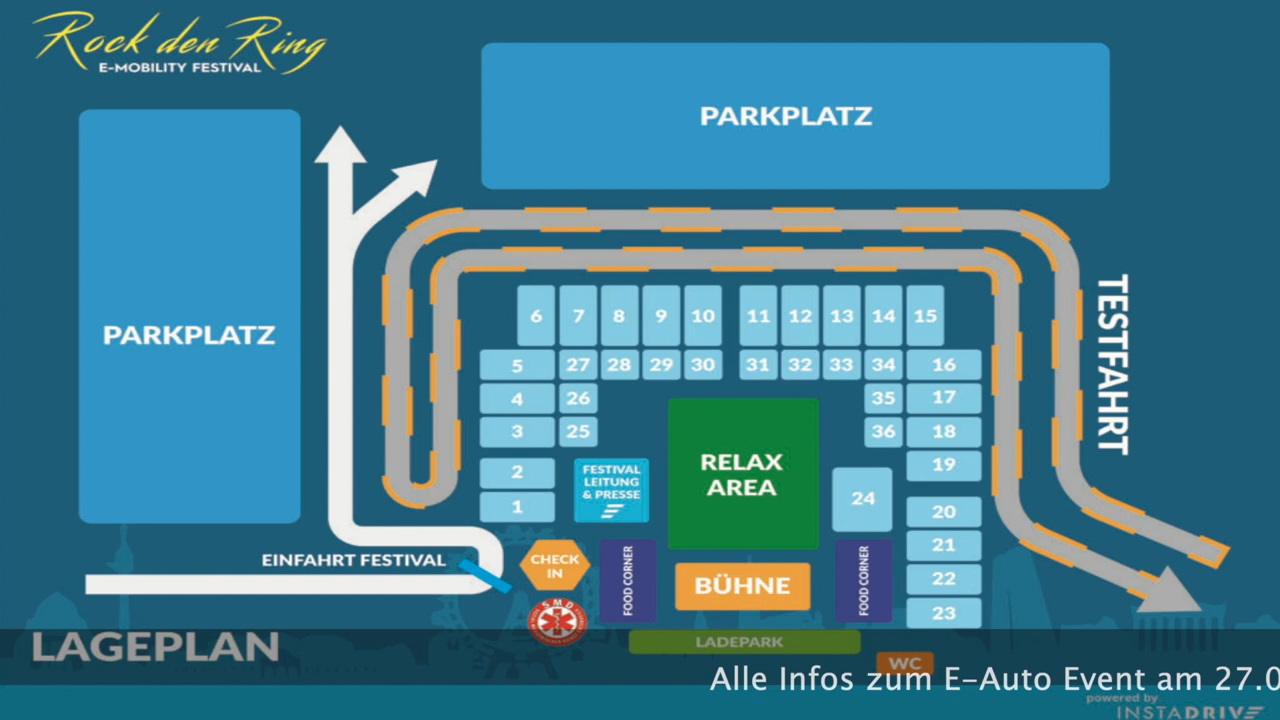 Rock den Ring
E-MOBILITY FESTIVAL
PARKPLATZ
PARKPLATZ
TESTFAHRT
6 7 8 9 10 11 12 13 14 15
5 27 28 29 30 31 32 33 34 16
4 26 35 17
3 25 36 18
2 19
1 24 20
21
22
23
FESTIVAL
LEITUNG
& PRESSE
RELAX
AREA
EINFAHRT FESTIVAL
CHECK
IN
FOOD CORNER
BÜHNE
FOOD CORNER
SMD
LADEPARK
LAGEPLAN
WC
Alle Infos zum E-Auto Event am 27.0
powered by
INSTADRIVE